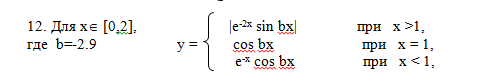 12. Для x∈ [0,2], |e-2x sin bx| при x >1,
где b=-2.9 y = { cos bx при x = 1,
e-x cos bx при x < 1,